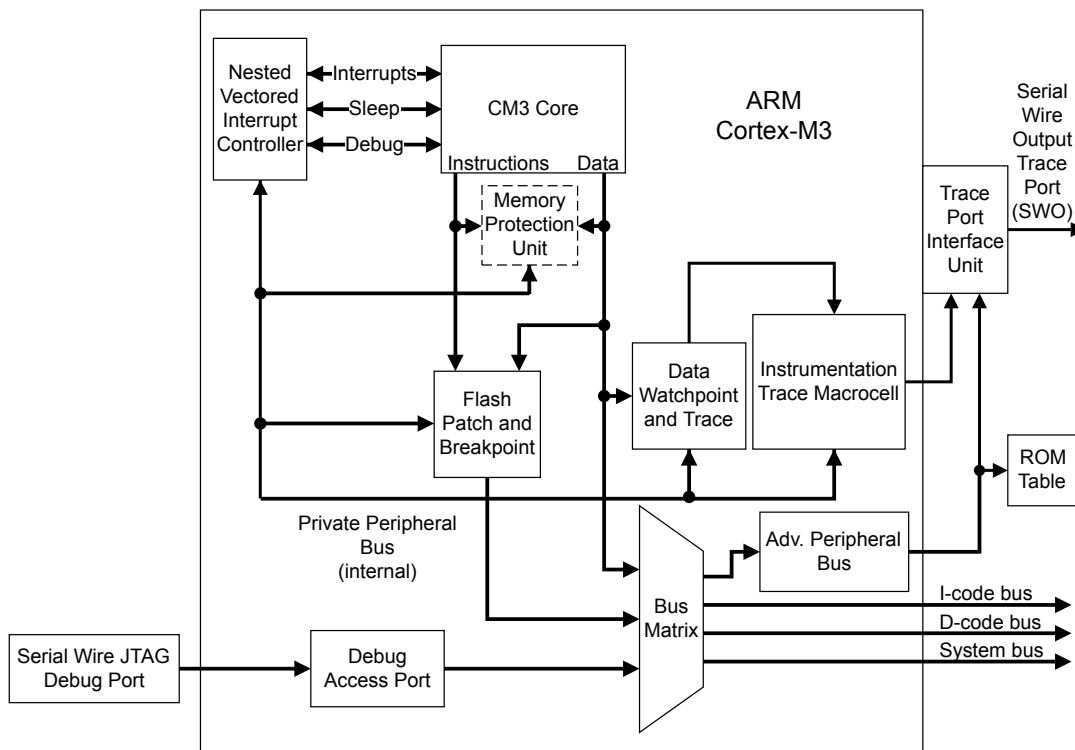 Nested
Vectored
Interrupt
Controller
Interrupts
Sleep
Debug
CM3 Core
Instructions
Data
ARM
Cortex-M3
Memory
Protection
Unit
Serial
Wire
Output
Trace
Port
(SWO)
Trace
Port
Interface
Unit
Flash
Patch and
Breakpoint
Data
Watchpoint
and Trace
Instrumentation
Trace Macrocell
ROM
Table
Private Peripheral
Bus
(internal)
Adv. Peripheral
Bus
Bus
Matrix
I-code bus
D-code bus
System bus
Serial Wire JTAG
Debug Port
Debug
Access Port